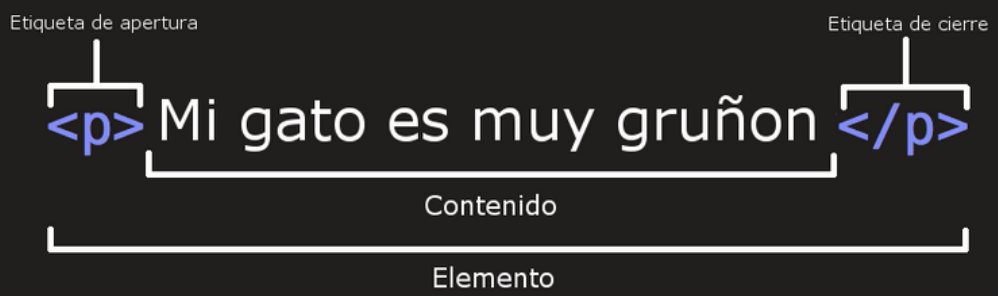 Etiqueta de apertura
Etiqueta de cierre
<p> Mi gato es muy gruñon </p>
Contenido
Elemento